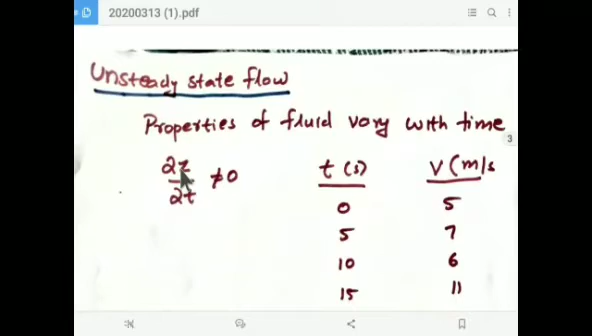 20200313 (1).pdf
Unsteady state flow
Properties of fluid vary with time
3
∂z/∂t ≠0
t (s) V (m/s
0 5
5 7
10 6
15 11